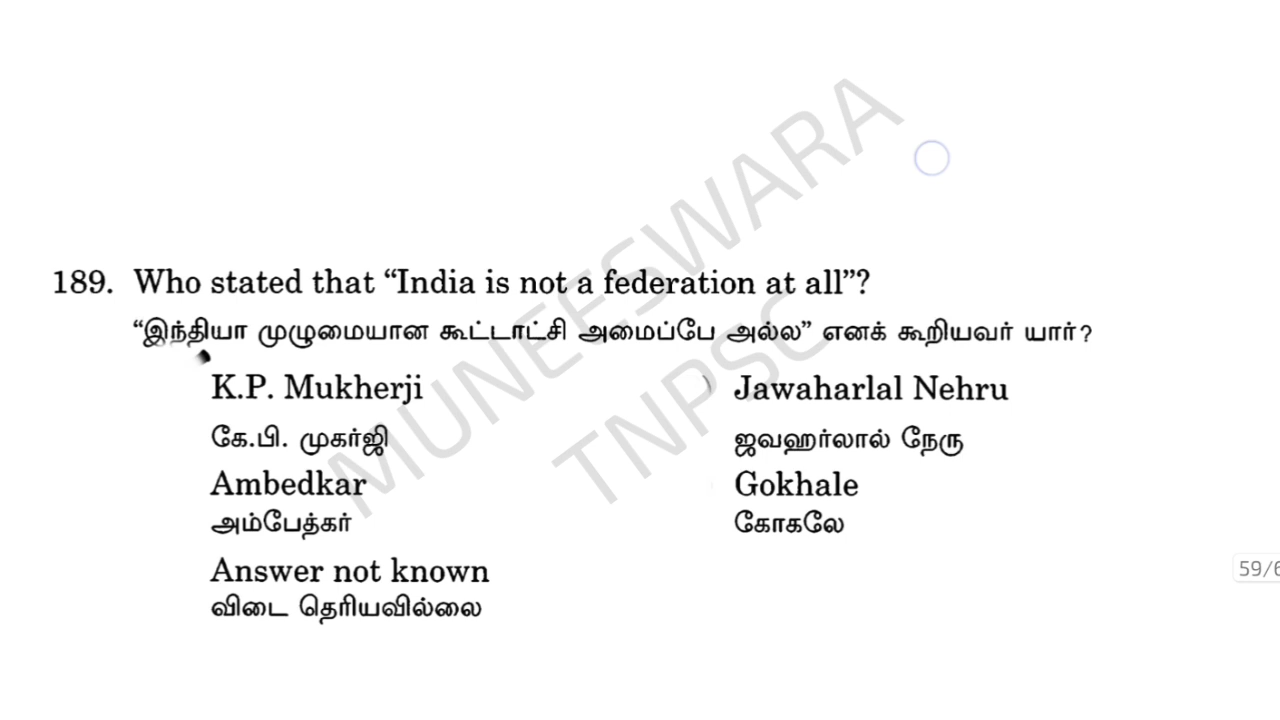 189. Who stated that “India is not a federation at all”?
“இந்தியா முழுமையான கூட்டாட்சி அமைப்பே அல்ல” எனக் கூறியவர் யார்?
K.P. Mukherji ) Jawaharlal Nehru
கே.பி. முகர்ஜி ஜவஹர்லால் நேரு
Ambedkar Gokhale
அம்பேத்கர் கோகலே
Answer not known
விடை தெரியவில்லை
MUNEESWARA
TNPSC
59/6